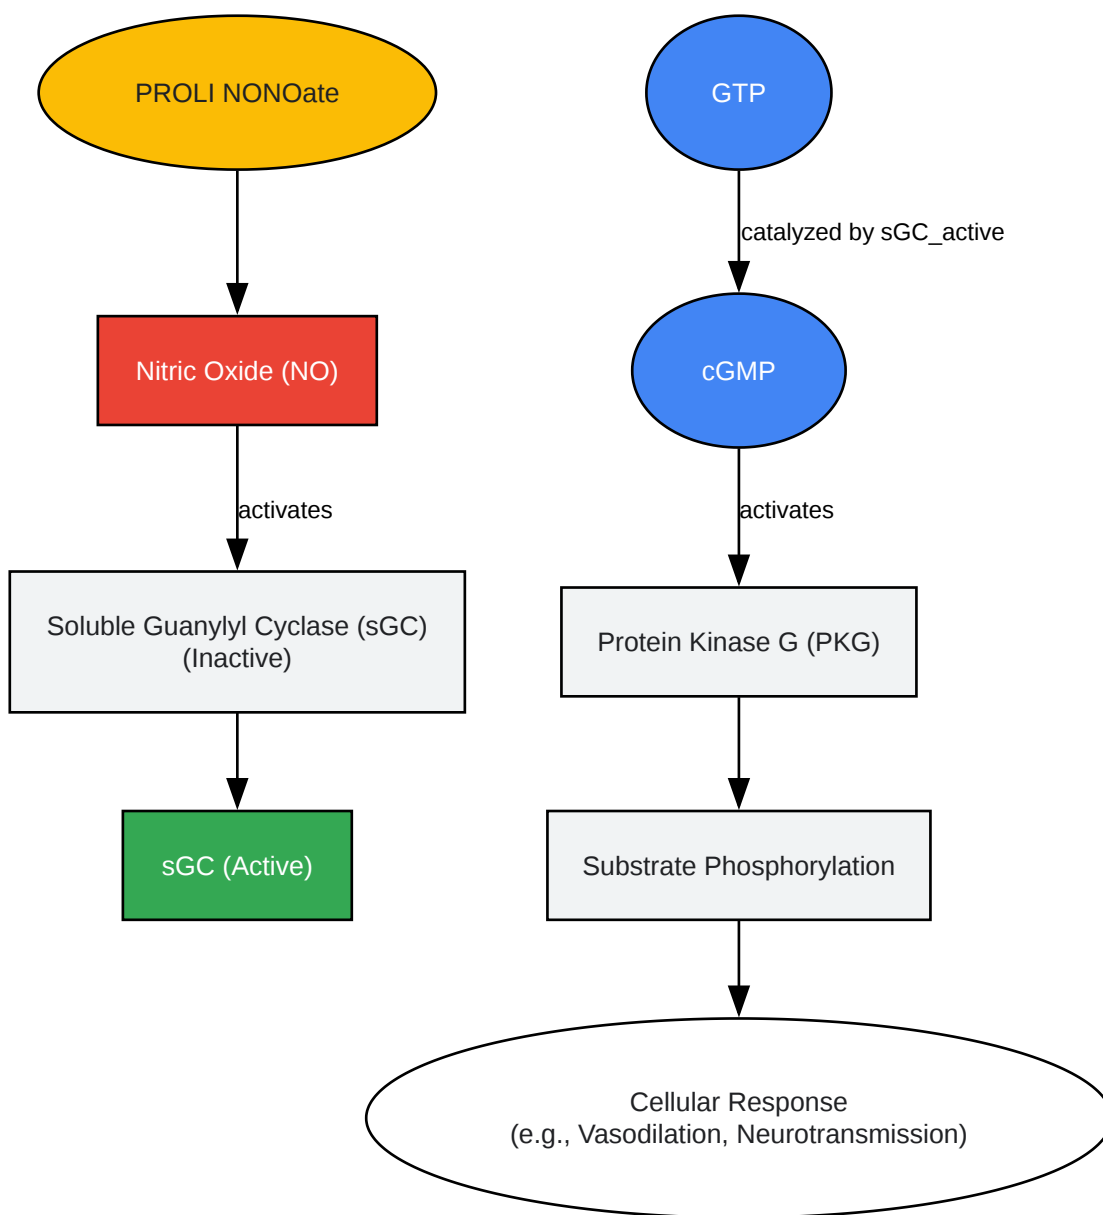 PROLI NONOate
GTP
catalyzed by sGC_active
Nitric Oxide (NO)
cGMP
activates
activates
Soluble Guanylyl Cyclase (sGC)
(Inactive)
Protein Kinase G (PKG)
sGC (Active)
Substrate Phosphorylation
Cellular Response
(e.g., Vasodilation, Neurotransmission)